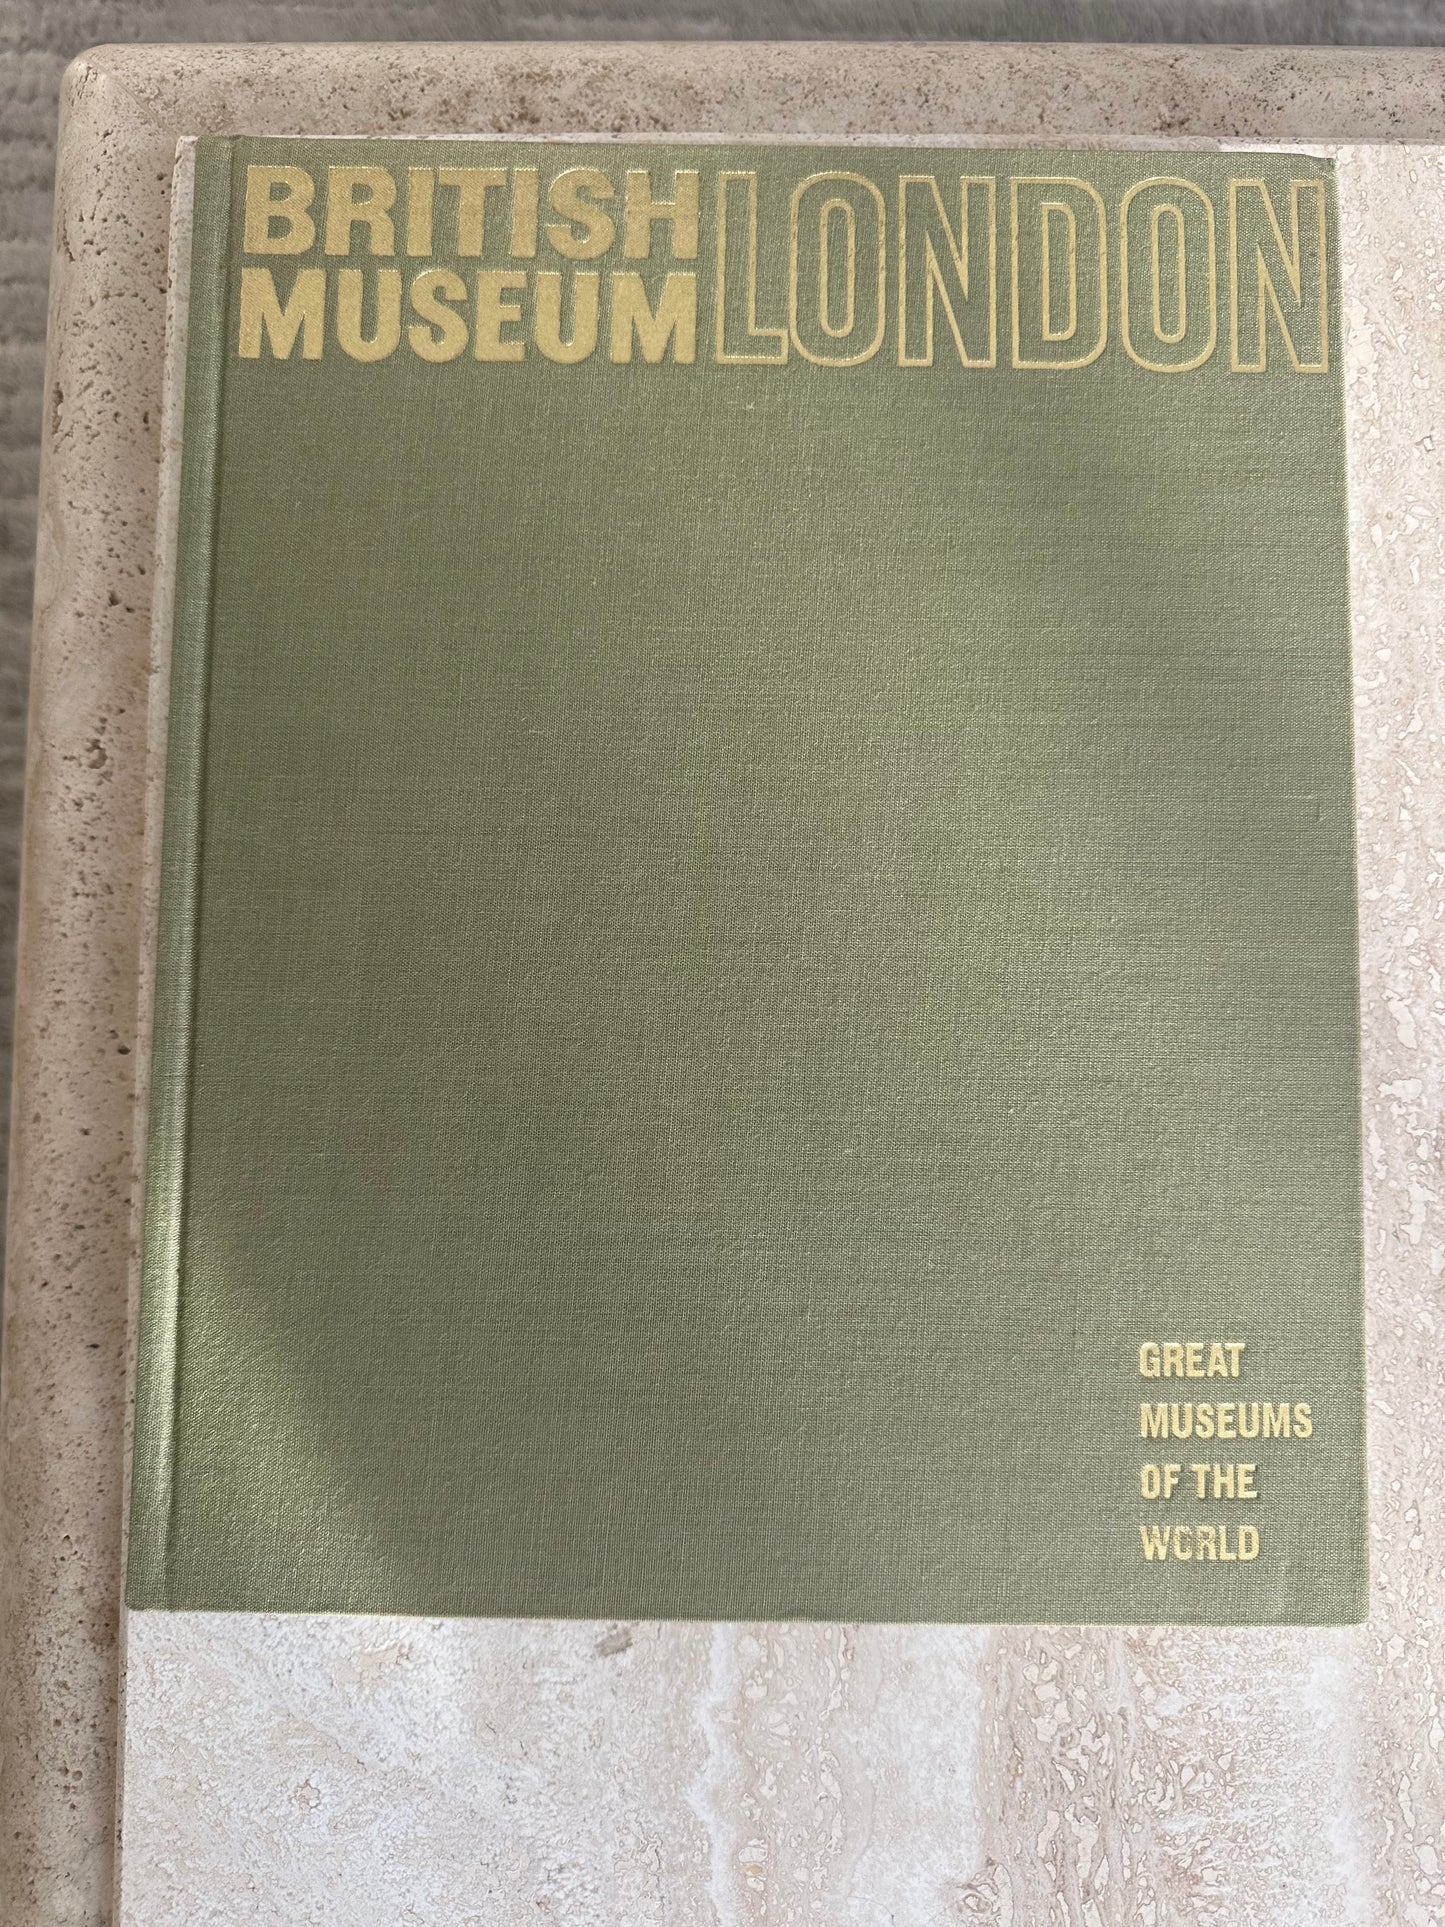 BRITISH
MUSEUM
LONDON
GREAT
MUSEUMS
OF THE
WORLD